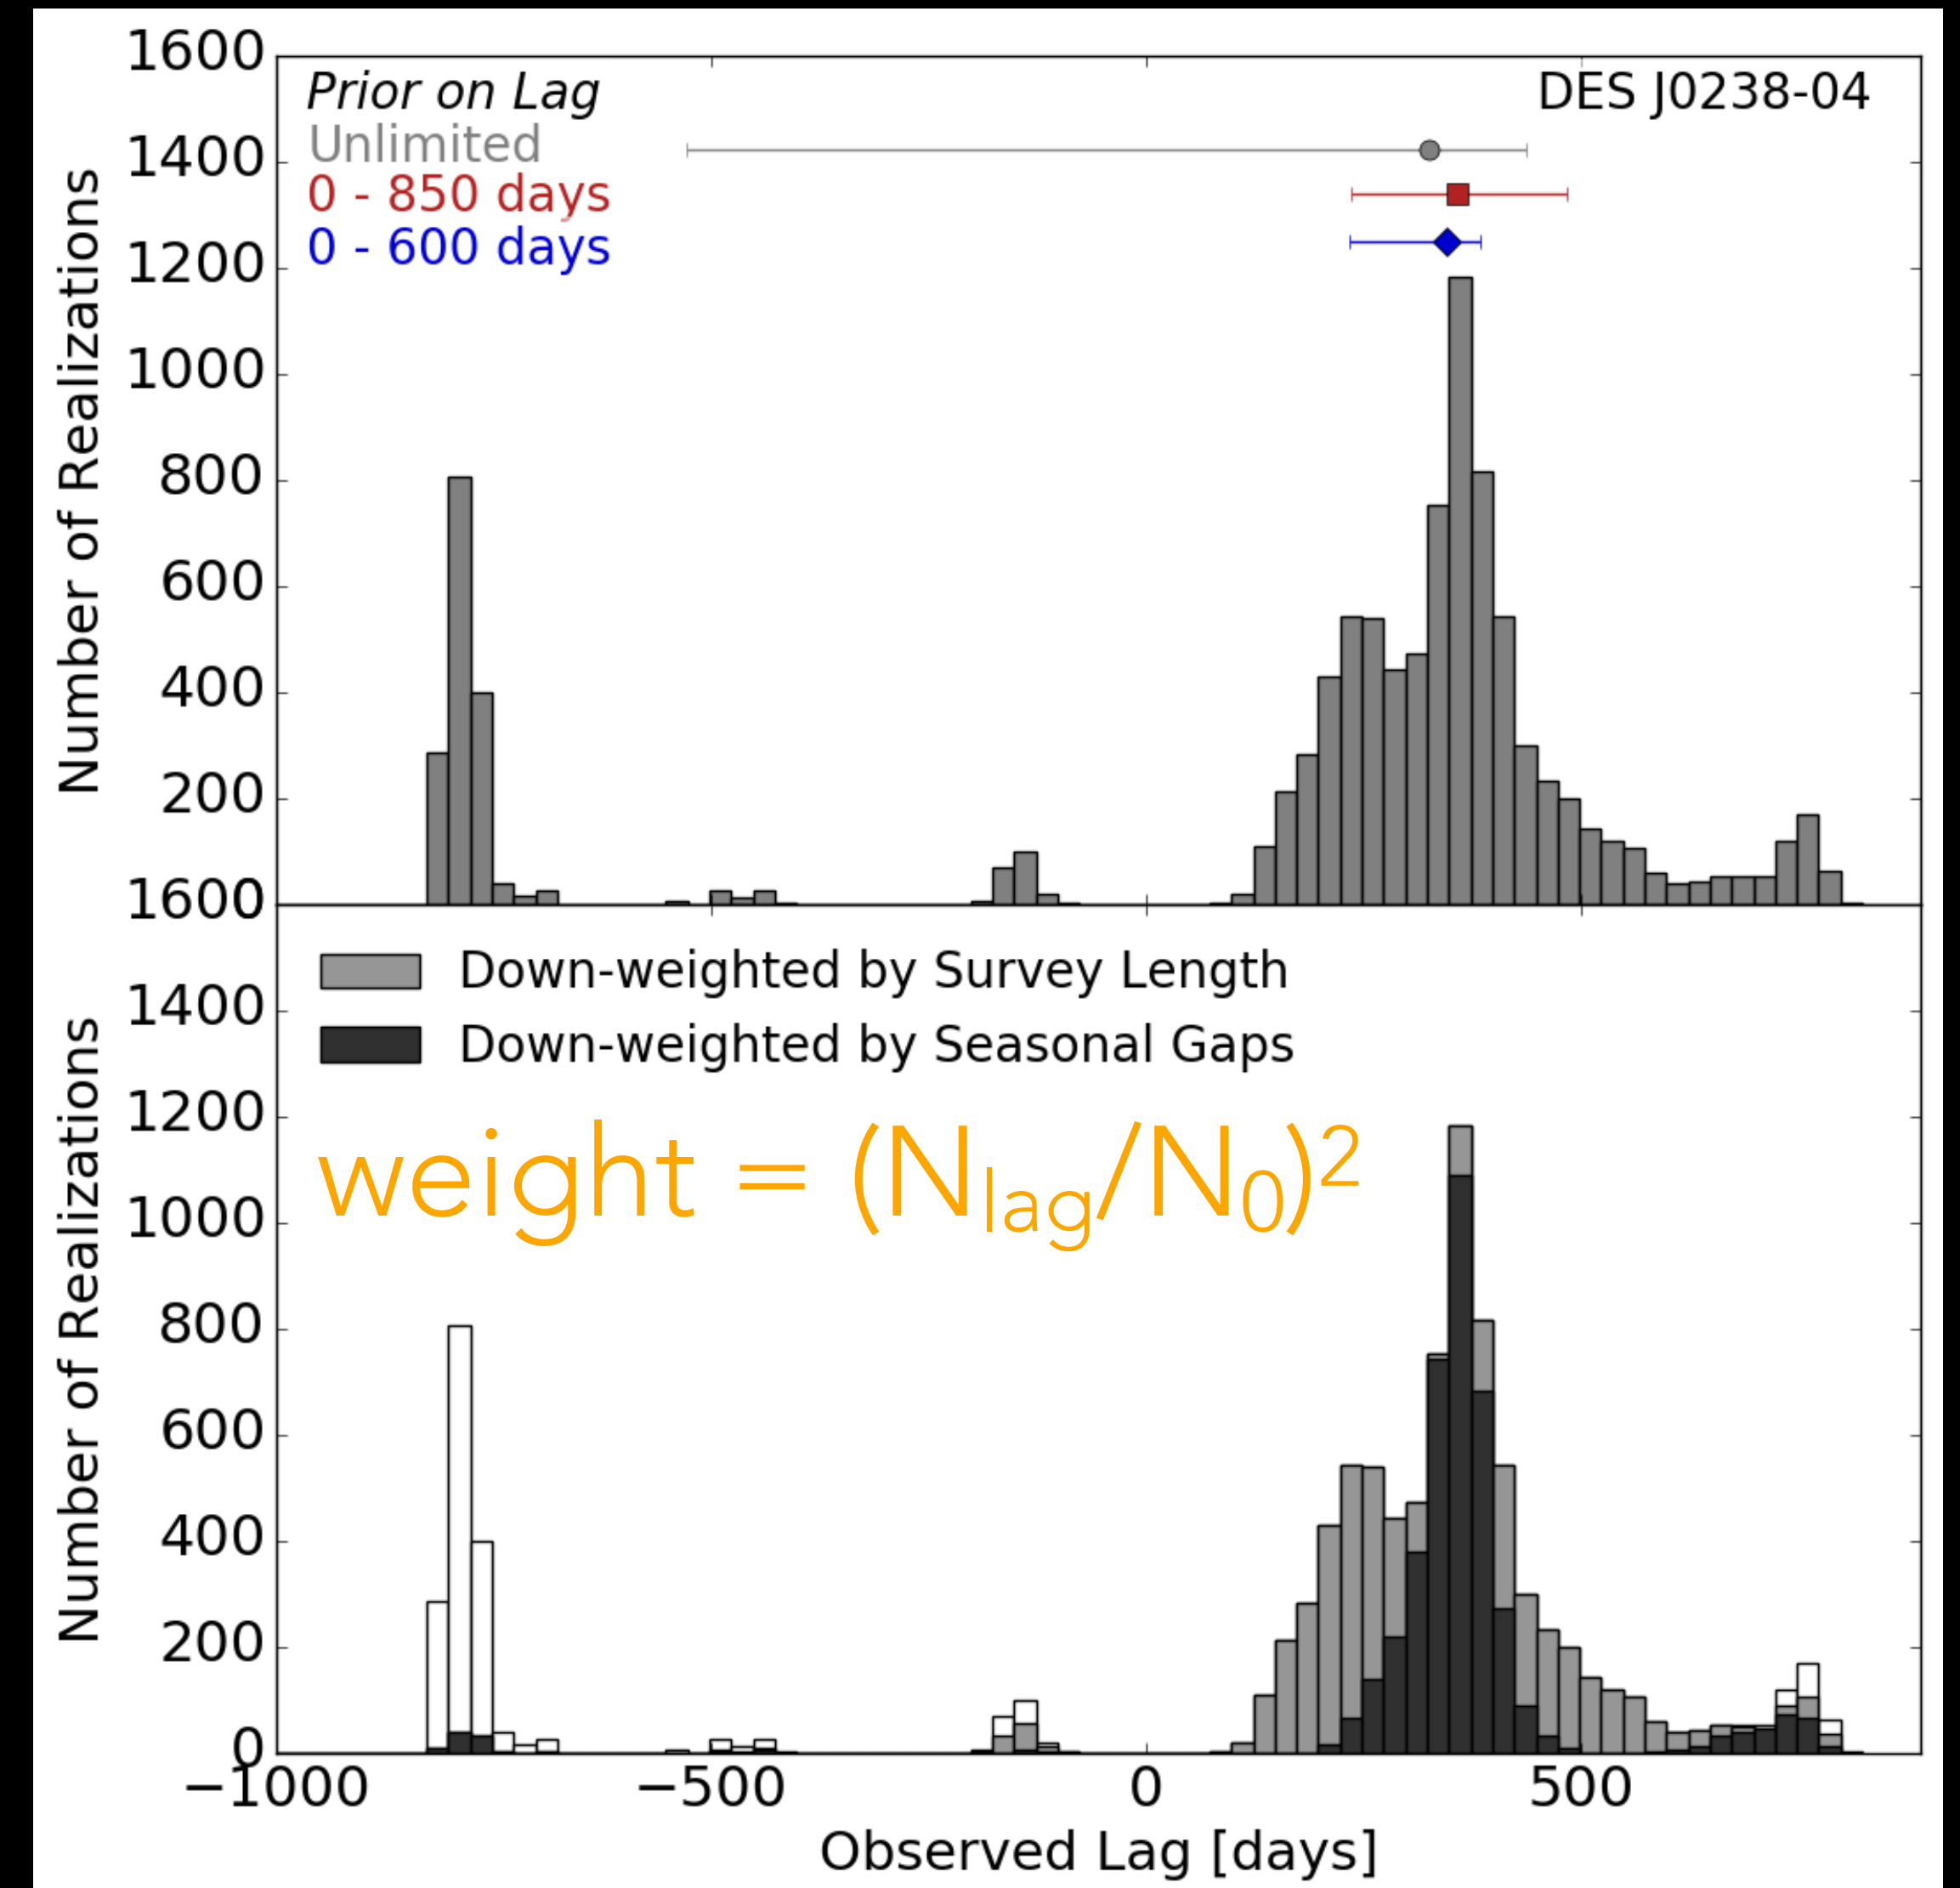 1600
Prior on Lag
DES J0238-04
Unlimited
1400
0 - 850 days
0 - 600 days
1200
1000
800
600
400
200
0
Number of Realizations
1600
Down-weighted by Survey Length
1400
Down-weighted by Seasonal Gaps
1200
weight = (Nlag/N0)2
1000
800
600
400
200
0
Number of Realizations
−1000 −500 0 500
Observed Lag [days]